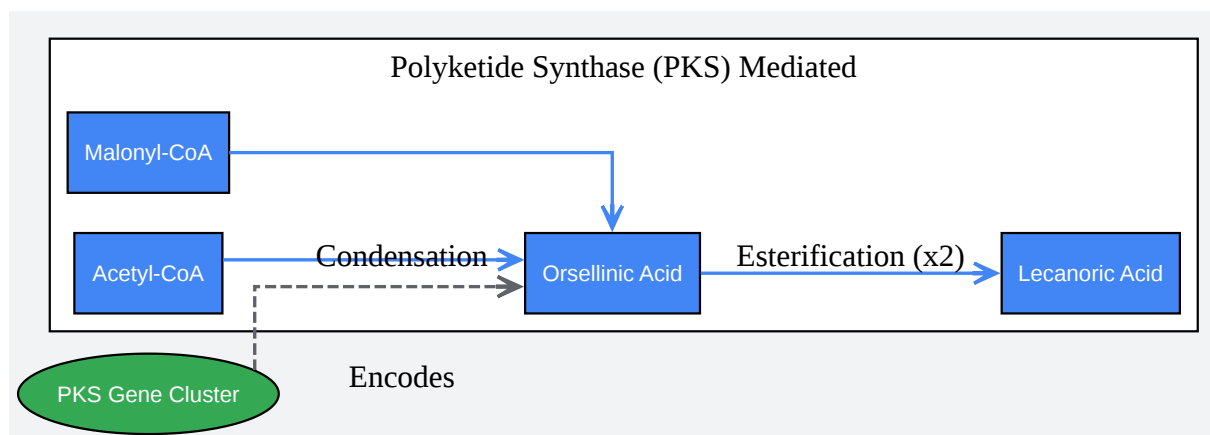 Polyketide Synthase (PKS) Mediated
Malonyl-CoA
Acetyl-CoA
Condensation
Orsellinic Acid
Esterification (x2)
Lecanoric Acid
PKS Gene Cluster
Encodes